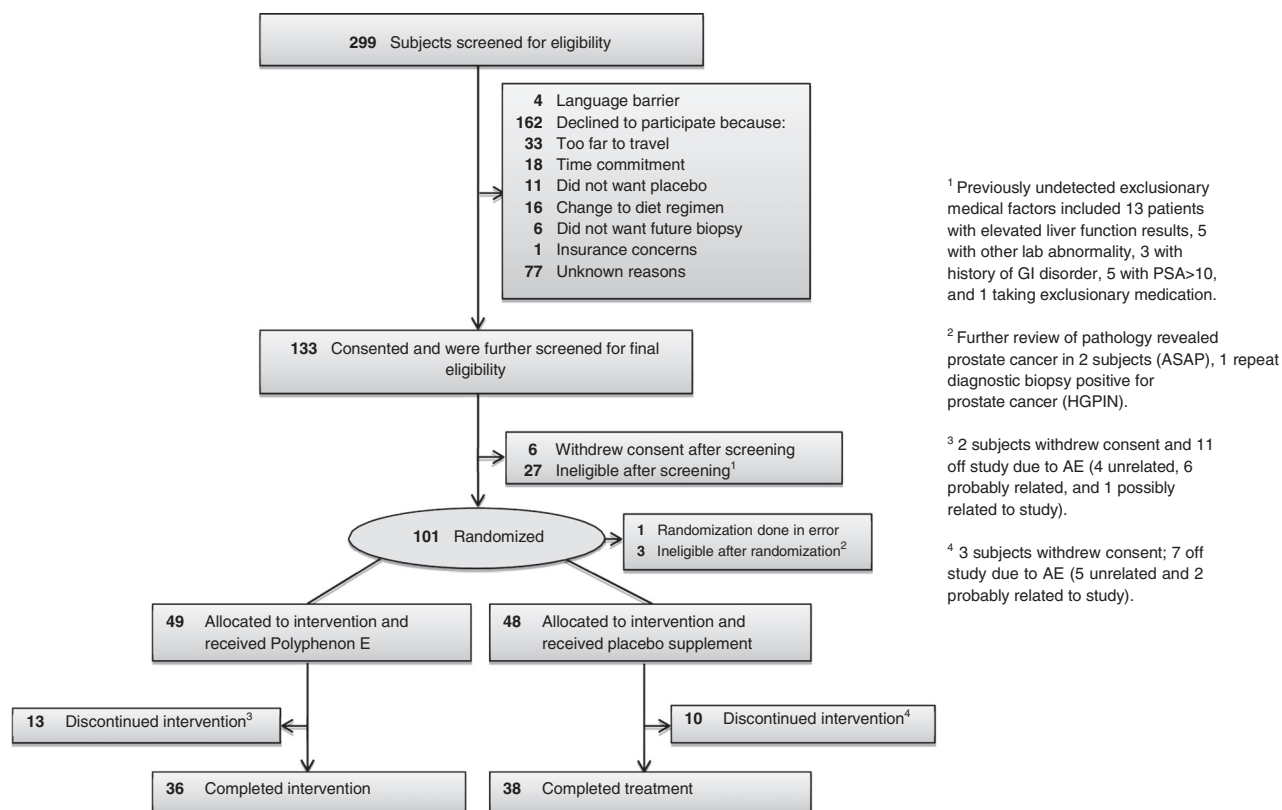 299 Subjects screened for eligibility
4 Language barrier
162 Declined to participate because:
33 Too far to travel
18 Time commitment
11 Did not want placebo
16 Change to diet regimen
6 Did not want future biopsy
1 Insurance concerns
77 Unknown reasons
133 Consented and were further screened for final
eligibility
6 Withdrew consent after screening
27 Ineligible after screening1
101 Randomized
1 Randomization done in error
3 Ineligible after randomization2
49 Allocated to intervention and
received Polyphenon E
48 Allocated to intervention and
received placebo supplement
13 Discontinued intervention3
10 Discontinued intervention4
36 Completed intervention
38 Completed treatment
1 Previously undetected exclusionary
medical factors included 13 patients
with elevated liver function results, 5
with other lab abnormality, 3 with
history of GI disorder, 5 with PSA>10,
and 1 taking exclusionary medication.
2 Further review of pathology revealed
prostate cancer in 2 subjects (ASAP), 1 repeat
diagnostic biopsy positive for
prostate cancer (HGPIN).
3 2 subjects withdrew consent and 11
off study due to AE (4 unrelated, 6
probably related, and 1 possibly
related to study).
4 3 subjects withdrew consent; 7 off
study due to AE (5 unrelated and 2
probably related to study).